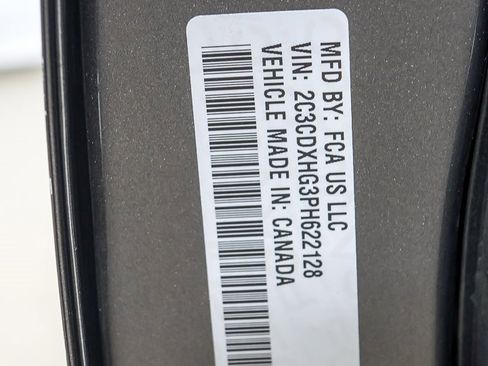 MFD BY: FCA US LLC
VIN: 2C3CDXHG3PH622128
VEHICLE MADE IN: CANADA